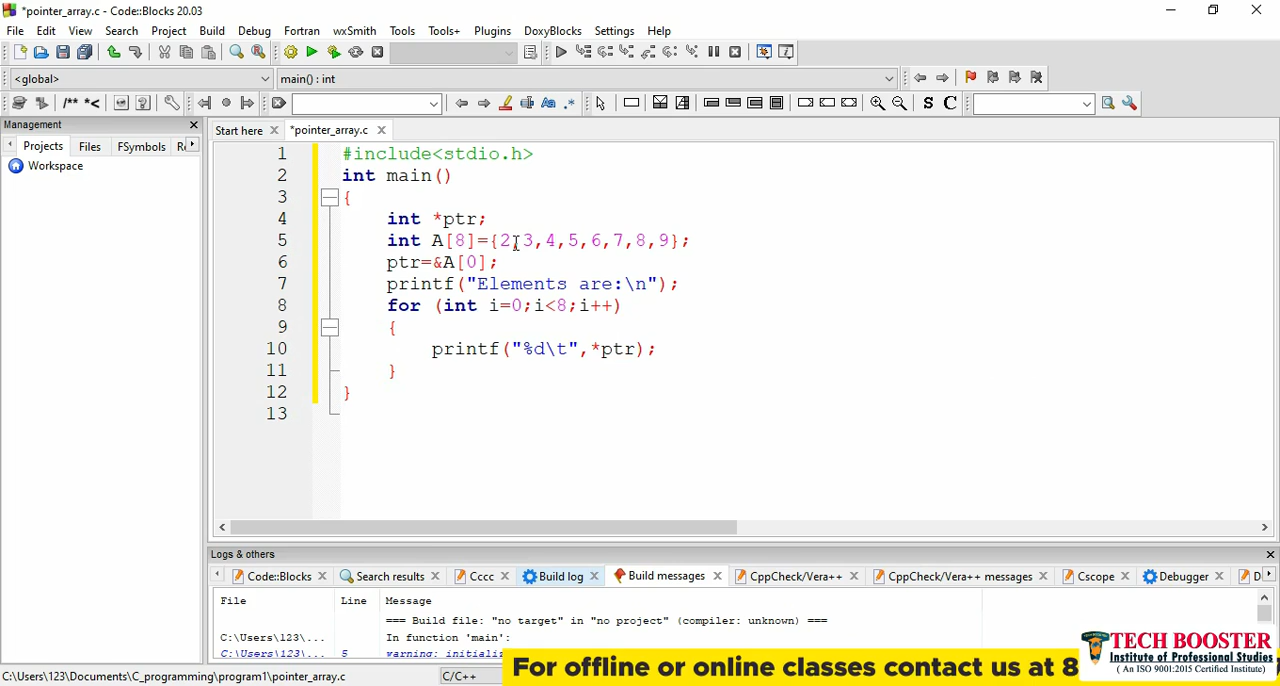 *pointer_array.c - Code::Blocks 20.03
File Edit View Search Project Build Debug Fortran wxSmith Tools Tools+ Plugins DoxyBlocks Settings Help
<global> main() : int
/** *<
S C
Management
Projects Files FSymbols
Workspace
Start here *pointer_array.c
1 #include<stdio.h>
2 int main()
3 {
4 int *ptr;
5 int A[8]={2,3,4,5,6,7,8,9};
6 ptr=&A[0];
7 printf("Elements are:\n");
8 for (int i=0;i<8;i++)
9 {
10 printf("%d\t",*ptr);
11 }
12 }
13
Logs & others
Code::Blocks Search results Cccc Build log Build messages CppCheck/Vera++ CppCheck/Vera++ messages Cscope Debugger
File Line Message
=== Build file: "no target" in "no project" (compiler: unknown) ===
C:\Users\123\... In function 'main':
C:\Users\123\... 5 warning:
C:\Users\123\Documents\C_programming\program1\pointer_array.c C/C++
For offline or online classes contact us at 8
TECH BOOSTER
Institute of Professional Studies
( An ISO 9001:2015 Certified Institute)